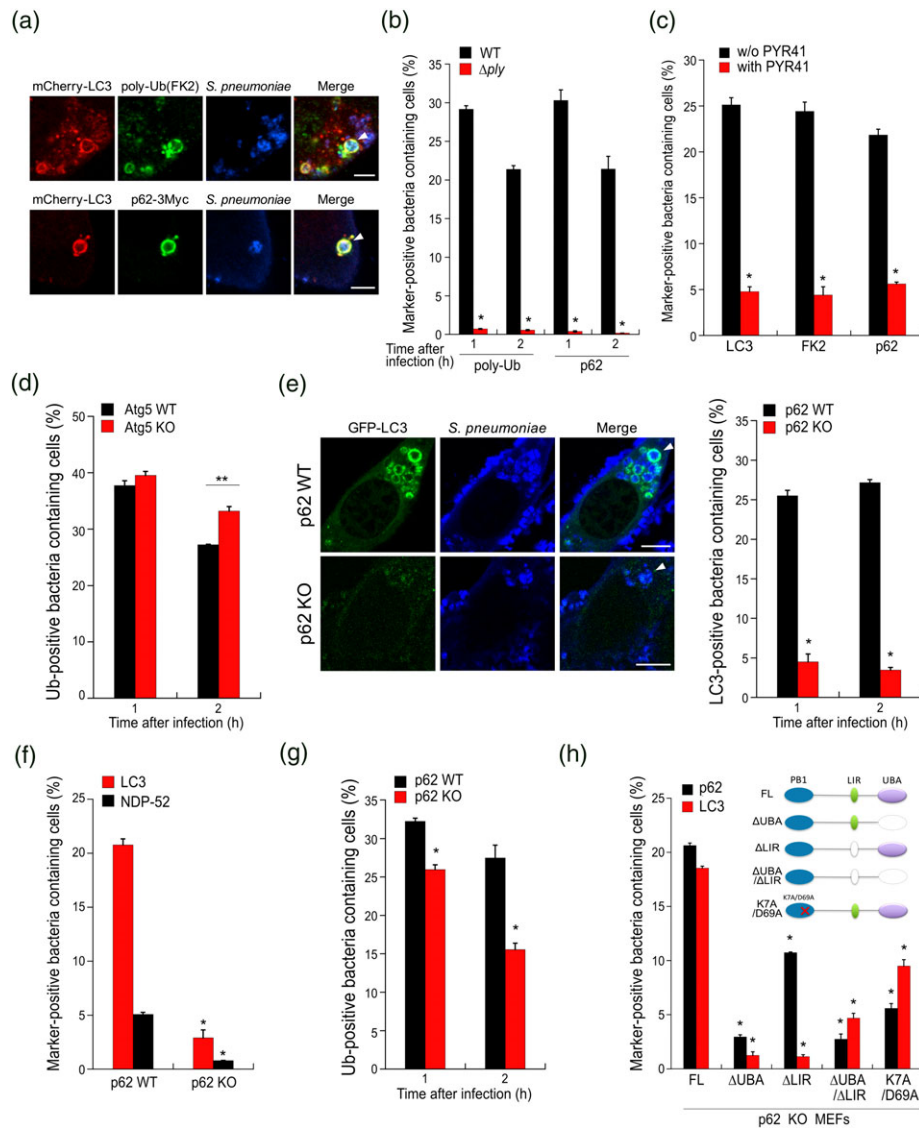 (a)
mCherry-LC3 poly-Ub(FK2) S. pneumoniae Merge
mCherry-LC3 p62-3Myc S. pneumoniae Merge
(b)
WT
Δply
Marker-positive bacteria containing cells (%)
35
30
25
20
15
10
5
0
* * * *
Time after infection (h) 1 2 1 2
poly-Ub p62
(c)
w/o PYR41
with PYR41
Marker-positive bacteria containing cells (%)
30
25
20
15
10
5
0
* * *
LC3 FK2 p62
(d)
Atg5 WT
Atg5 KO
Ub-positive bacteria containing cells (%)
50
40
30
20
10
0
**
1 2
Time after infection (h)
(e)
GFP-LC3 S. pneumoniae Merge
p62 WT
p62 KO
p62 WT
p62 KO
LC3-positive bacteria containing cells (%)
35
30
25
20
15
10
5
0
* *
1 2
Time after infection (h)
(f)
LC3
NDP-52
Marker-positive bacteria containing cells (%)
25
20
15
10
5
0
* *
p62 WT p62 KO
(g)
p62 WT
p62 KO
Ub-positive bacteria containing cells (%)
35
30
25
20
15
10
5
0
* *
1 2
Time after infection (h)
(h)
p62
LC3
PB1 LIR UBA
FL
ΔUBA
ΔLIR
ΔUBA
/ΔLIR
K7A/D69A
K7A
/D69A
Marker-positive bacteria containing cells (%)
25
20
15
10
5
0
* * * * * * * *
FL ΔUBA ΔLIR ΔUBA /ΔLIR K7A /D69A
p62 KO MEFs